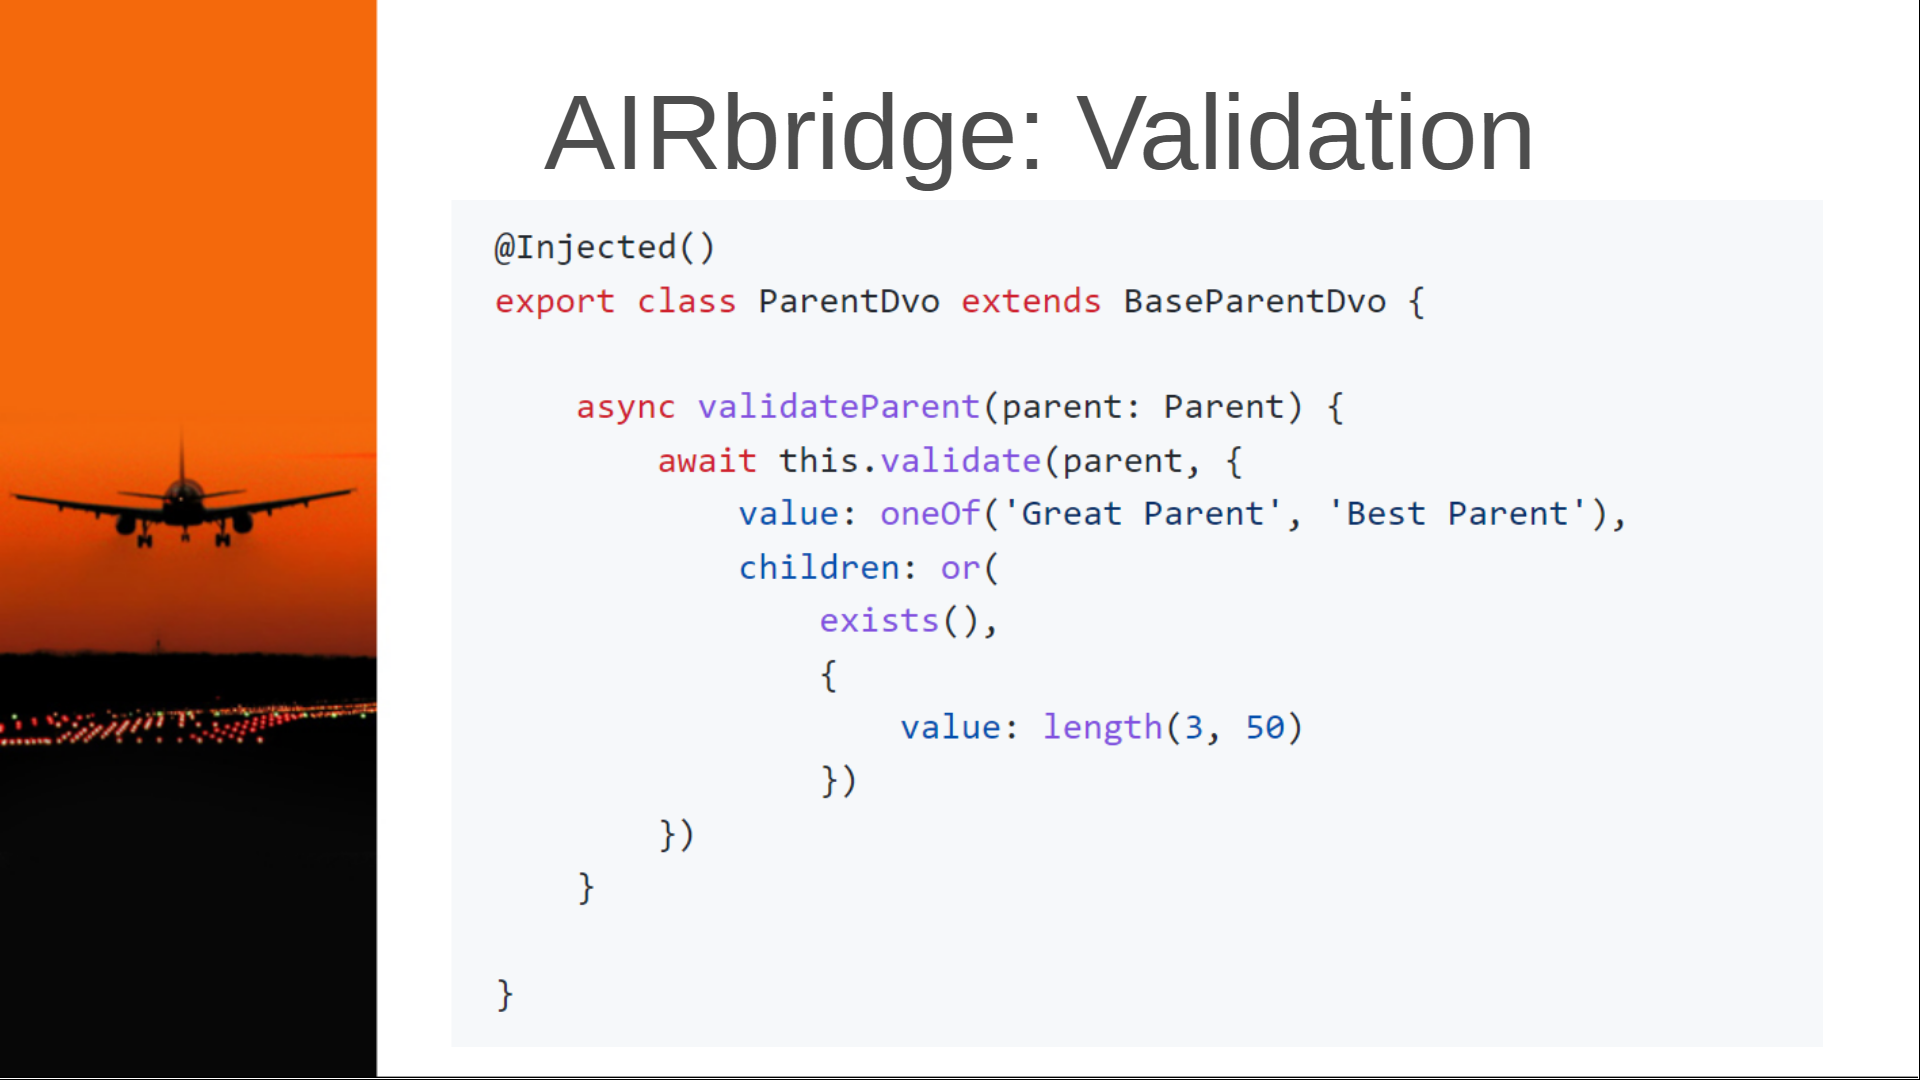 AIRbridge: Validation
@Injected()
export class ParentDvo extends BaseParentDvo {
async validateParent(parent: Parent) {
await this.validate(parent, {
value: oneOf('Great Parent', 'Best Parent'),
children: or(
exists(),
{
value: length(3, 50)
})
})
}
}